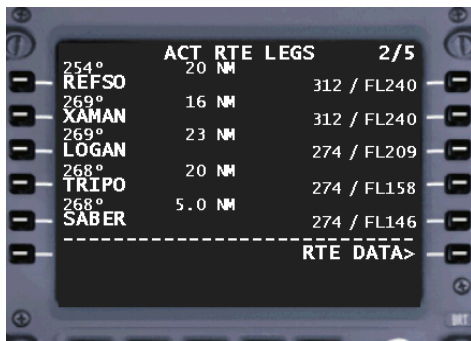 ACT RTE LEGS 2/5
254° 20 NM
REFSO 312 / FL240
269° 16 NM
XAMAN 312 / FL240
269° 23 NM
LOGAN 274 / FL209
268° 20 NM
TRIPO 274 / FL158
268° 5.0 NM
SABER 274 / FL146
RTE DATA>
BRT